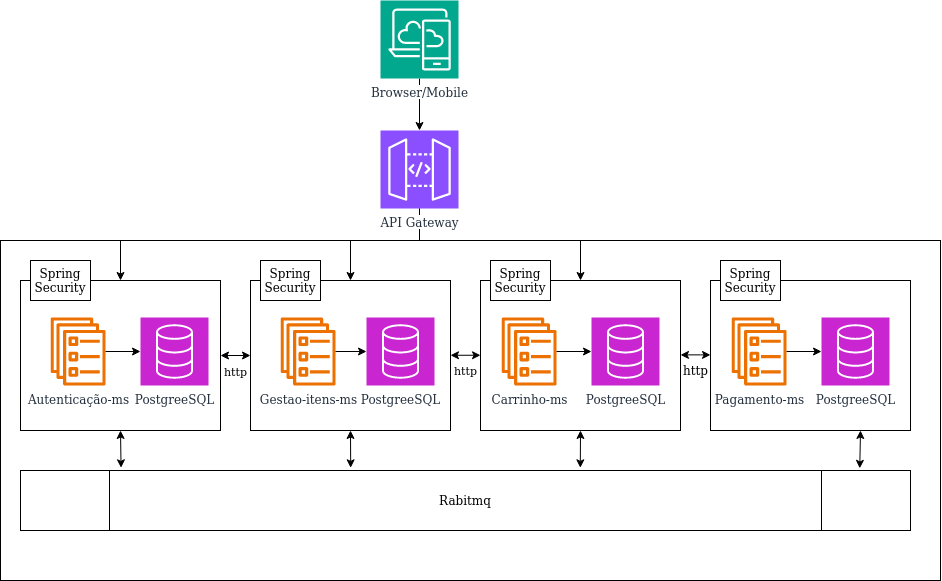 Browser/Mobile
API Gateway
Spring
Security
Spring
Security
Spring
Security
Spring
Security
http
http
http
Autenticação-ms PostgreeSQL
Gestao-itens-ms PostgreeSQL
Carrinho-ms PostgreeSQL
Pagamento-ms PostgreeSQL
Rabitmq